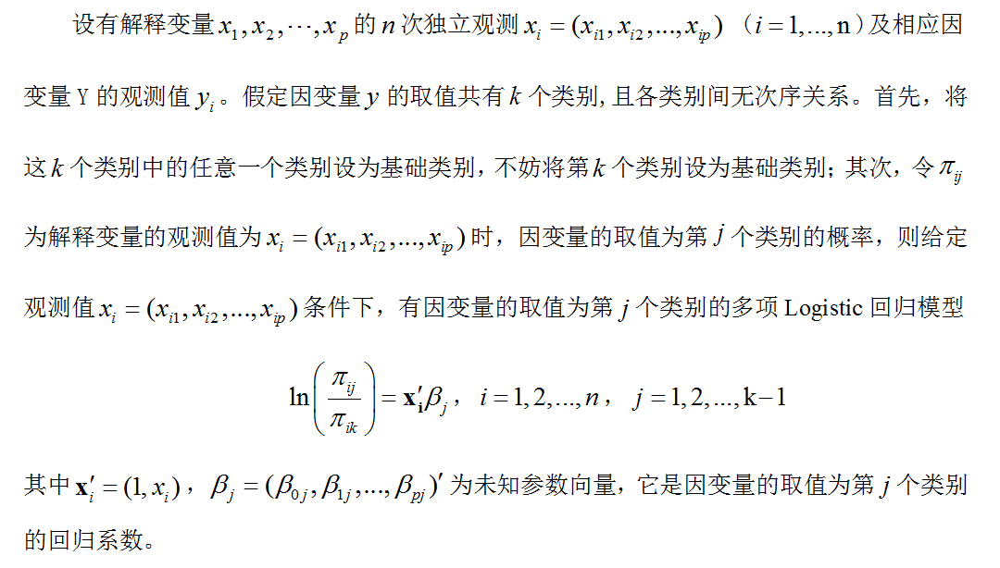 设有解释变量 $x_1, x_2, \cdots, x_p$ 的 $n$ 次独立观测 $x_i = (x_{i1}, x_{i2}, ..., x_{ip})$ （$i = 1, ..., \mathrm{n}$）及相应因
变量 Y 的观测值 $y_i$。假定因变量 $y$ 的取值共有 $k$ 个类别，且各类别间无次序关系。首先，将
这 $k$ 个类别中的任意一个类别设为基础类别，不妨将第 $k$ 个类别设为基础类别；其次，令 $\pi_{ij}$
为解释变量的观测值为 $x_i = (x_{i1}, x_{i2}, ..., x_{ip})$ 时，因变量的取值为第 $j$ 个类别的概率，则给定
观测值 $x_i = (x_{i1}, x_{i2}, ..., x_{ip})$ 条件下，有因变量的取值为第 $j$ 个类别的多项 Logistic 回归模型
$\ln\left(\frac{\pi_{ij}}{\pi_{ik}}\right) = \mathbf{x}_{\mathbf{i}}' \beta_j$，$i = 1, 2, ..., n$，$j = 1, 2, ..., \mathrm{k}-1$
其中 $\mathbf{x}_i' = (1, x_i)$，$\beta_j = (\beta_{0j}, \beta_{1j}, ..., \beta_{pj})'$ 为未知参数向量，它是因变量的取值为第 $j$ 个类别
的回归系数。